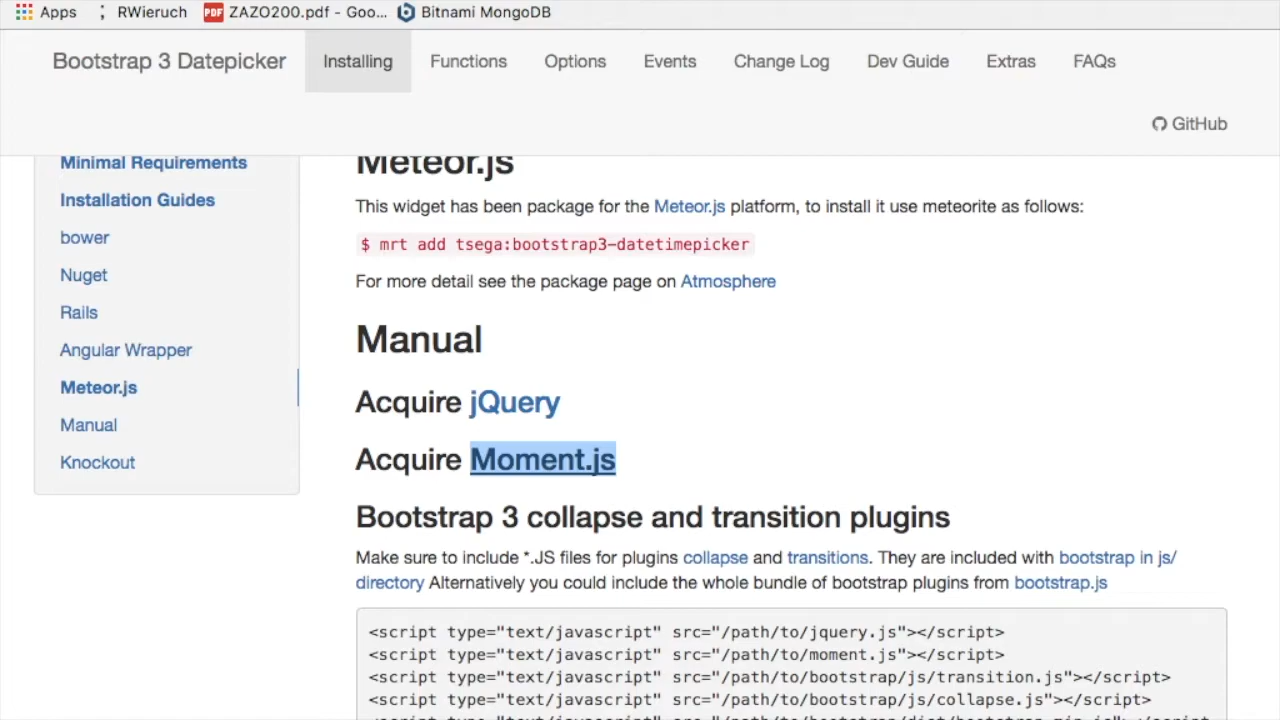 Apps
RWieruch
PDF
ZAZO200.pdf - Goo...
Bitnami MongoDB
Bootstrap 3 Datepicker
Installing
Functions
Options
Events
Change Log
Dev Guide
Extras
FAQs
GitHub
Minimal Requirements
Installation Guides
bower
Nuget
Rails
Angular Wrapper
Meteor.js
Manual
Knockout
Meteor.js
This widget has been package for the Meteor.js platform, to install it use meteorite as follows:
$ mrt add tsega:bootstrap3-datetimepicker
For more detail see the package page on Atmosphere
Manual
Acquire jQuery
Acquire Moment.js
Bootstrap 3 collapse and transition plugins
Make sure to include *.JS files for plugins collapse and transitions. They are included with bootstrap in js/
directory Alternatively you could include the whole bundle of bootstrap plugins from bootstrap.js
<script type="text/javascript" src="/path/to/jquery.js"></script>
<script type="text/javascript" src="/path/to/moment.js"></script>
<script type="text/javascript" src="/path/to/bootstrap/js/transition.js"></script>
<script type="text/javascript" src="/path/to/bootstrap/js/collapse.js"></script>